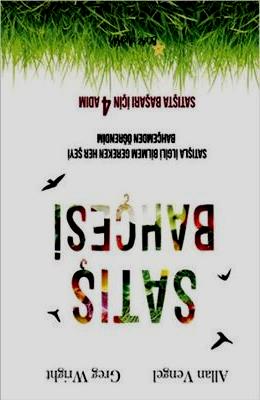 Allan Vengel Greg Wright
SATIŞ
BAHÇESİ
SATIŞLA İLGİLİ BİLMEM GEREKEN HER ŞEYİ
BAHÇEMDEN ÖĞRENDİM
SATIŞTA BAŞARI İÇİN 4 ADIM